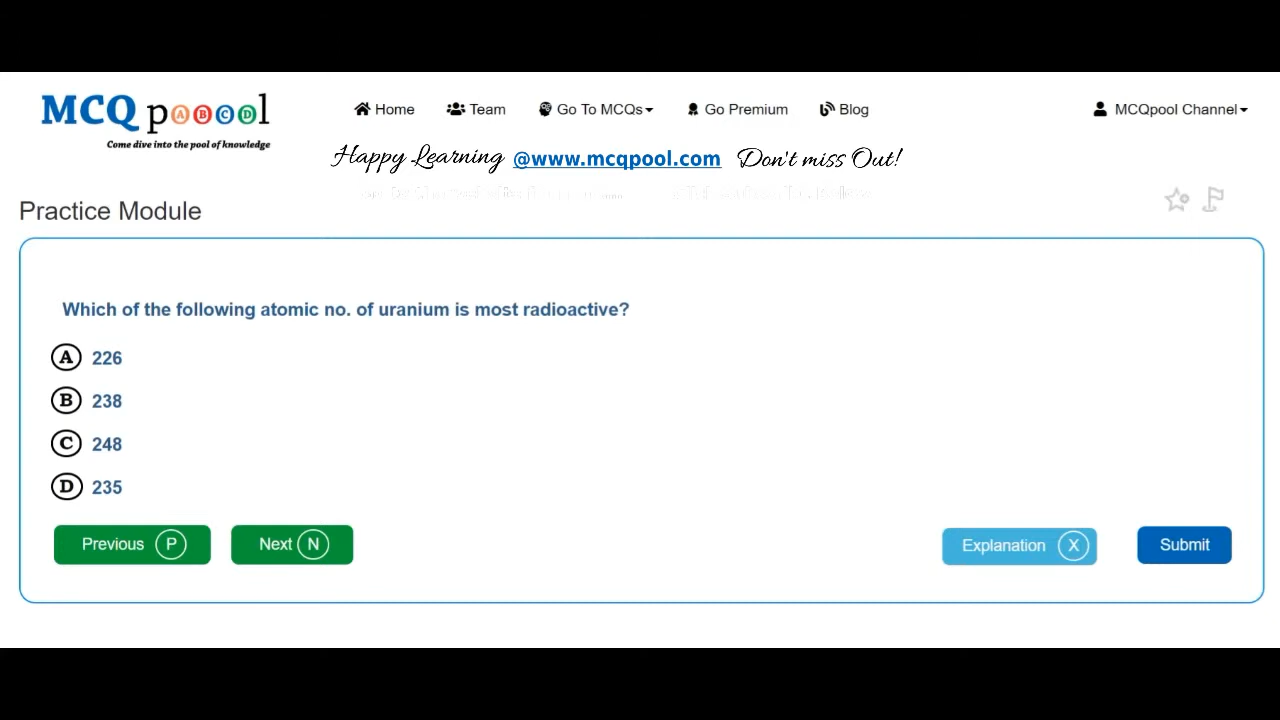 MCQ pooool
Come dive into the pool of knowledge
Home Team Go To MCQs Go Premium Blog MCQpool Channel
Happy Learning @www.mcqpool.com Don't miss Out!
Practice Module
Which of the following atomic no. of uranium is most radioactive?
A 226
B 238
C 248
D 235
Previous P Next N Explanation X Submit